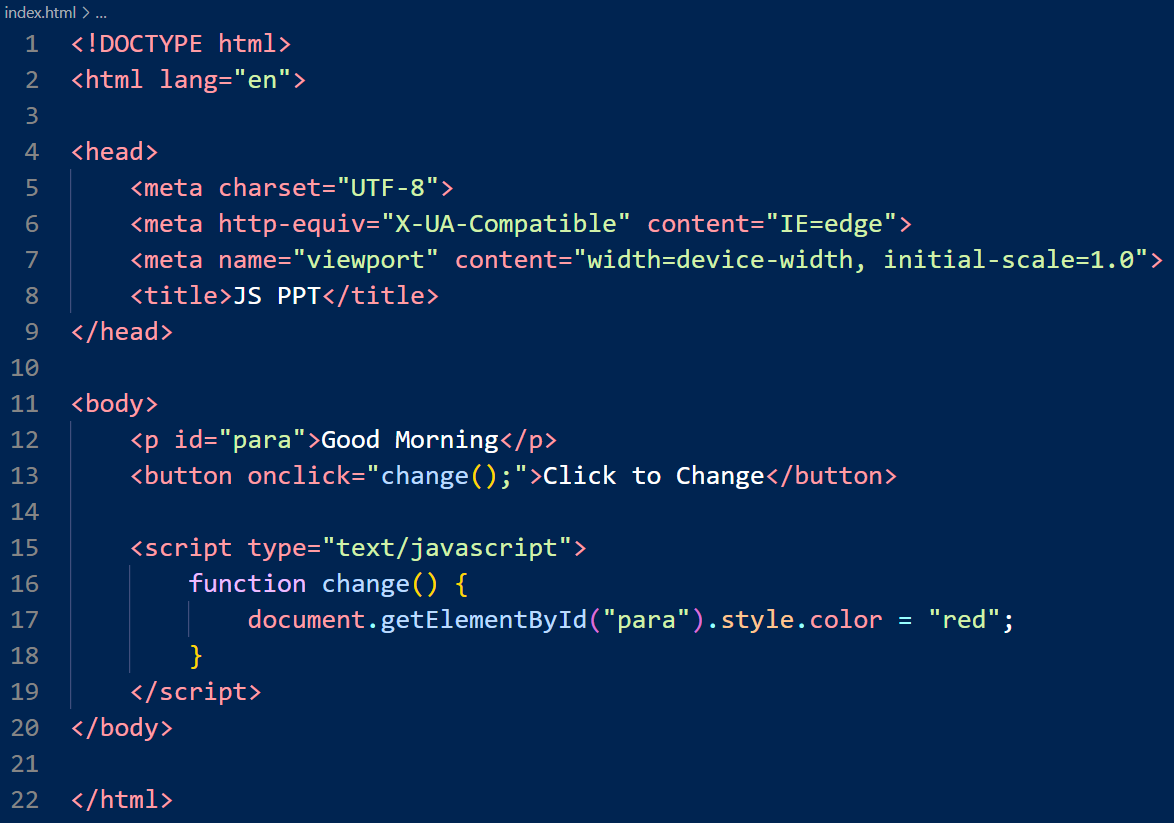 index.html > ...
1 <!DOCTYPE html>
2 <html lang="en">
3
4 <head>
5     <meta charset="UTF-8">
6     <meta http-equiv="X-UA-Compatible" content="IE=edge">
7     <meta name="viewport" content="width=device-width, initial-scale=1.0">
8     <title>JS PPT</title>
9 </head>
10
11 <body>
12     <p id="para">Good Morning</p>
13     <button onclick="change();">Click to Change</button>
14
15     <script type="text/javascript">
16         function change() {
17             document.getElementById("para").style.color = "red";
18         }
19     </script>
20 </body>
21
22 </html>